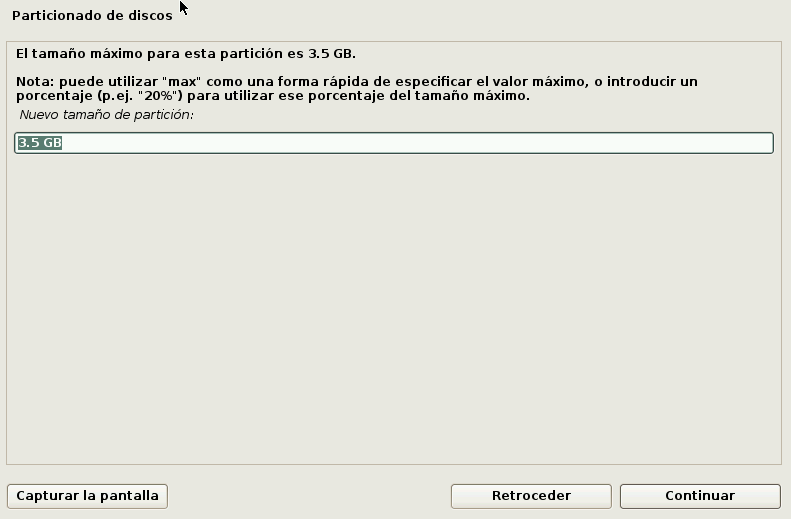 Particionado de discos
El tamaño máximo para esta partición es 3.5 GB.
Nota: puede utilizar "max" como una forma rápida de especificar el valor máximo, o introducir un
porcentaje (p.ej. "20%") para utilizar ese porcentaje del tamaño máximo.
Nuevo tamaño de partición:
3.5 GB
Capturar la pantalla
Retroceder
Continuar